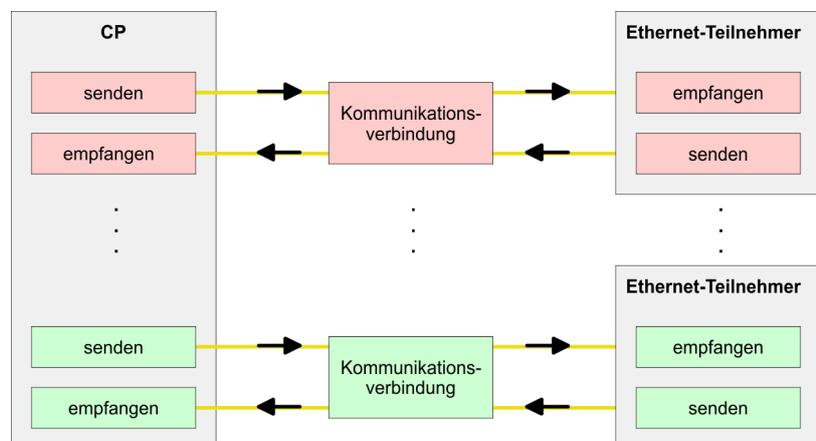 CP
Ethernet-Teilnehmer
senden
Kommunikations-
verbindung
empfangen
empfangen
senden
Ethernet-Teilnehmer
senden
Kommunikations-
verbindung
empfangen
empfangen
senden